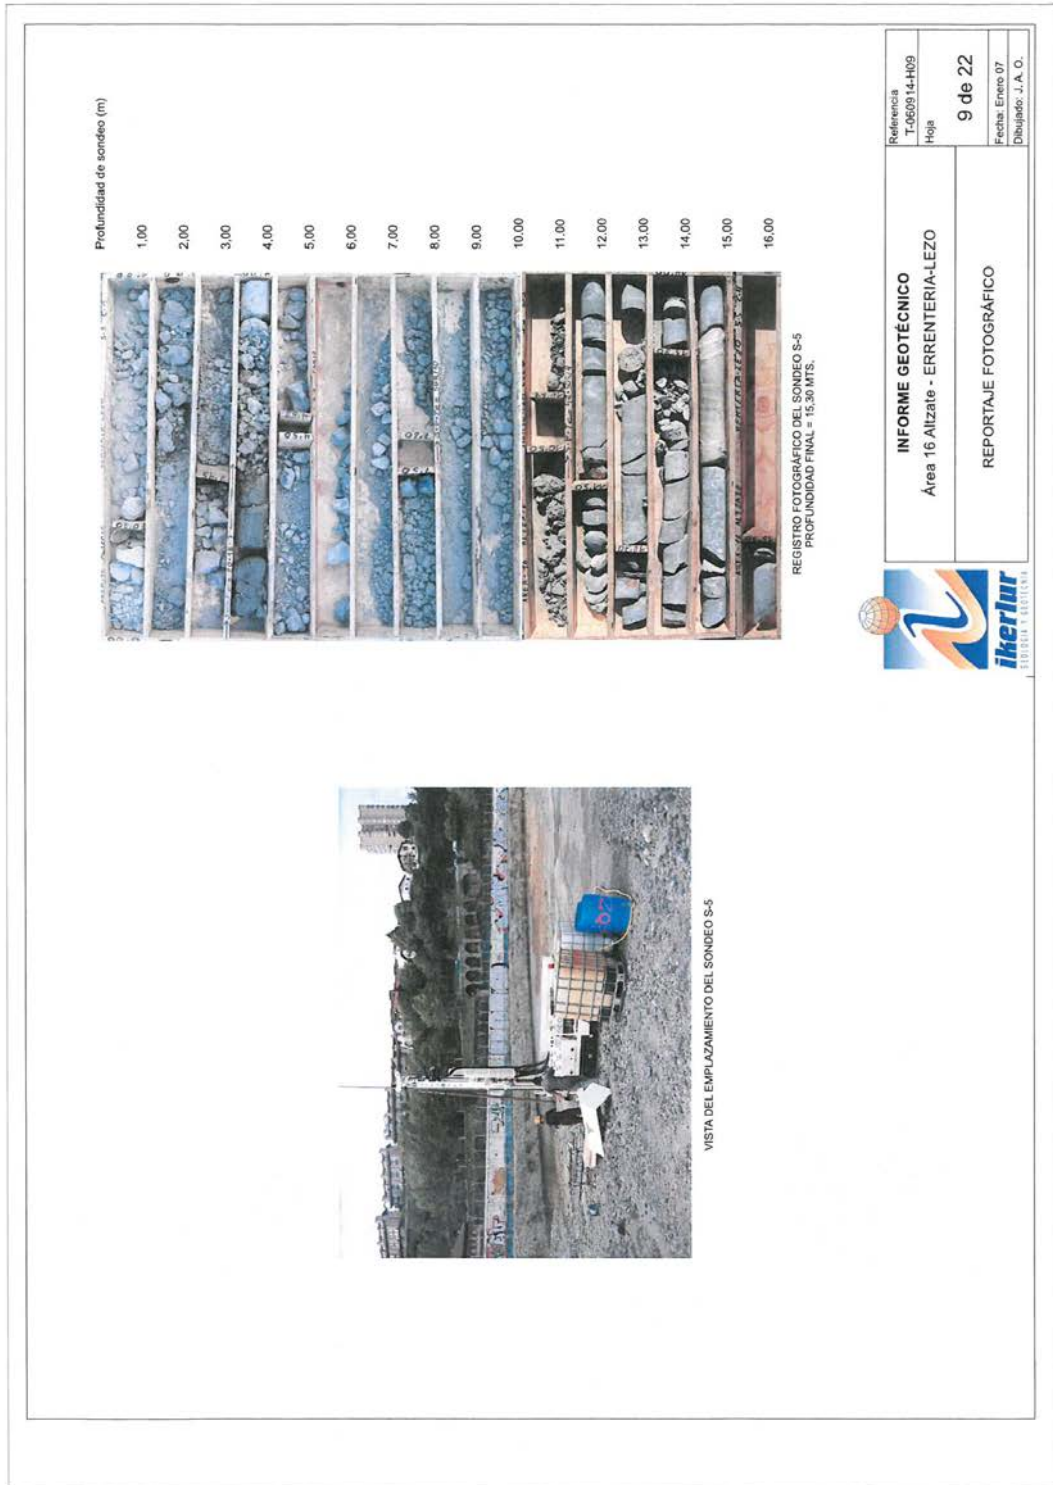 Profundidad de sondeo (m)
1,00
2,00
3,00
4,00
5,00
6,00
7,00
8,00
9,00
10,00
11.00
12.00
13.00
14,00
15,00
16,00
REGISTRO FOTOGRÁFICO DEL SONDEO S-5
PROFUNDIDAD FINAL = 15,30 MTS.
VISTA DEL EMPLAZAMIENTO DEL SONDEO S-5
ikerlur
GEOLOGIA Y GEOTECNIA
INFORME GEOTÉCNICO
Área 16 Altzate - ERRENTERIA-LEZO
REPORTAJE FOTOGRÁFICO
Referencia
T-060914-H09
Hoja
9 de 22
Fecha: Enero 07
Dibujado: J. A. O.